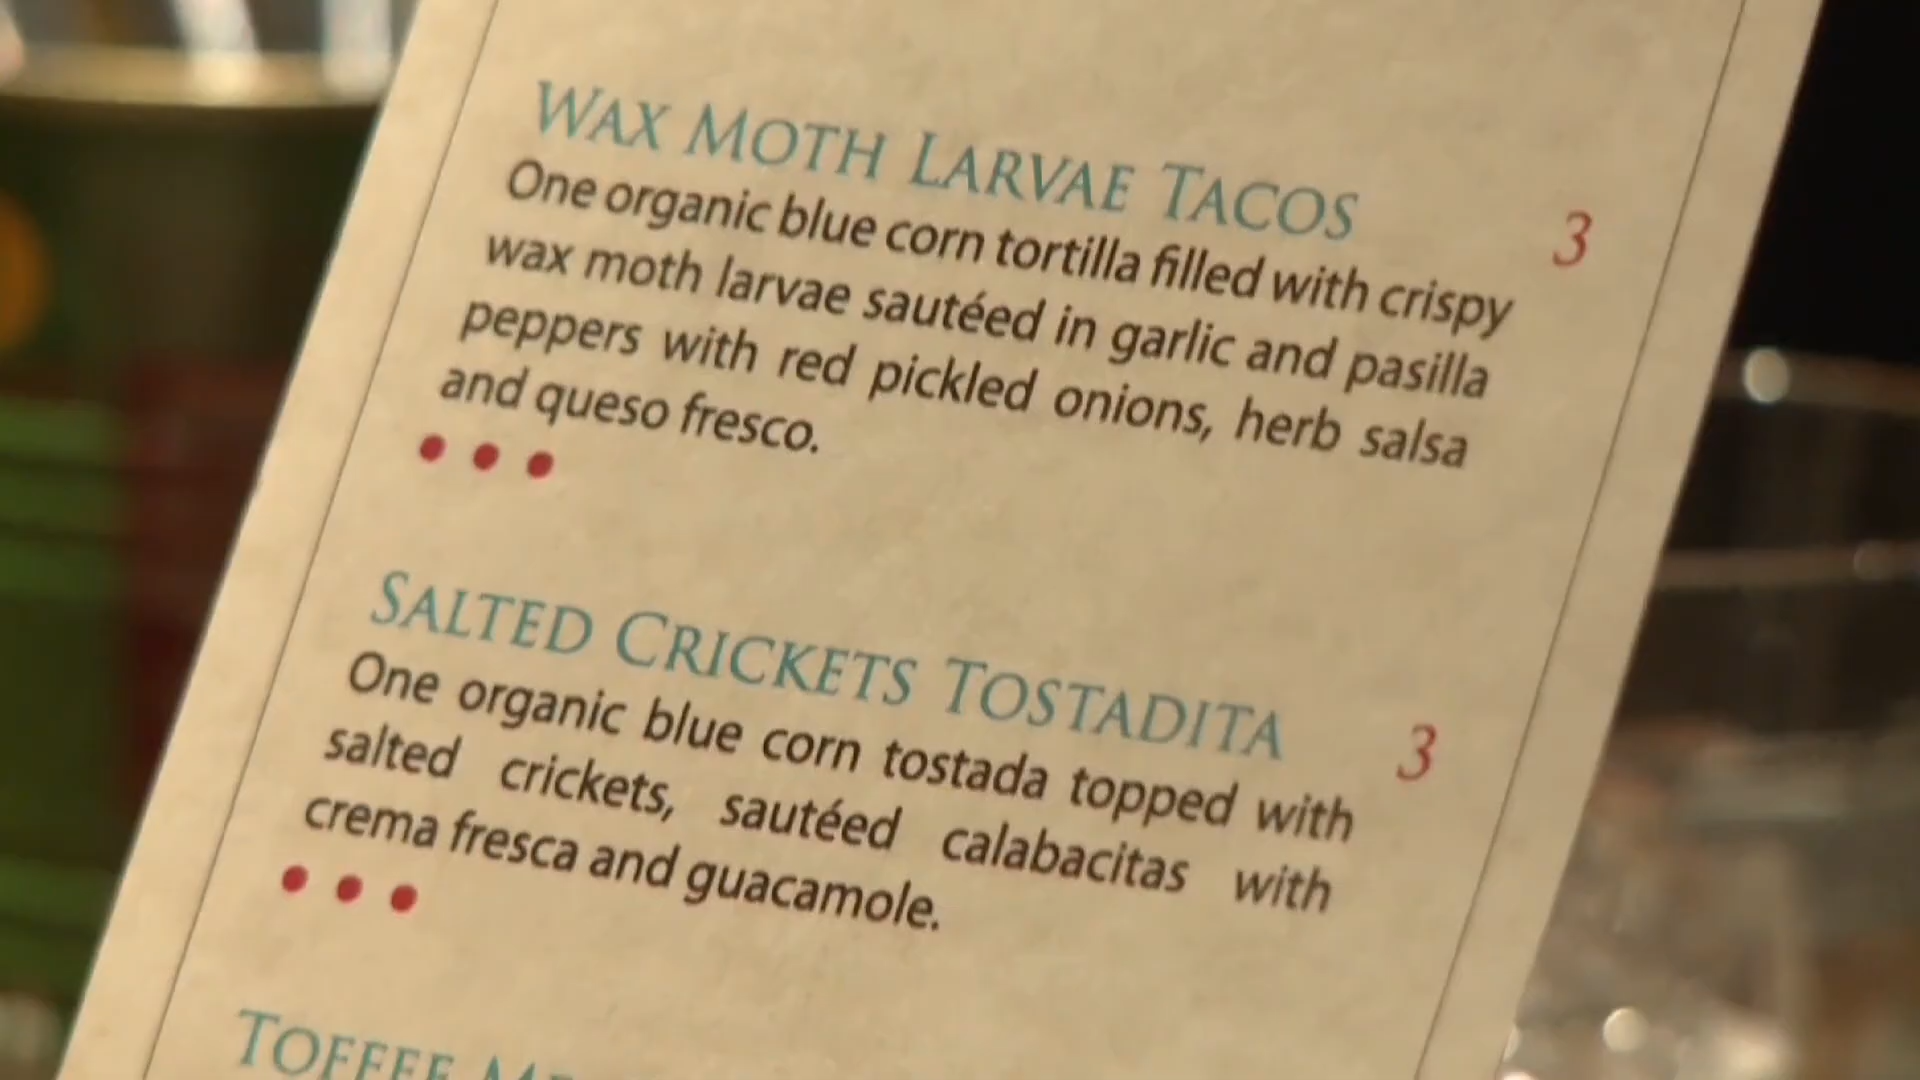 WAX MOTH LARVAE TACOS 3
One organic blue corn tortilla filled with crispy
wax moth larvae sautéed in garlic and pasilla
peppers with red pickled onions, herb salsa
and queso fresco.
SALTED CRICKETS TOSTADITA 3
One organic blue corn tostada topped with
salted crickets, sautéed calabacitas with
crema fresca and guacamole.
TOFFEE